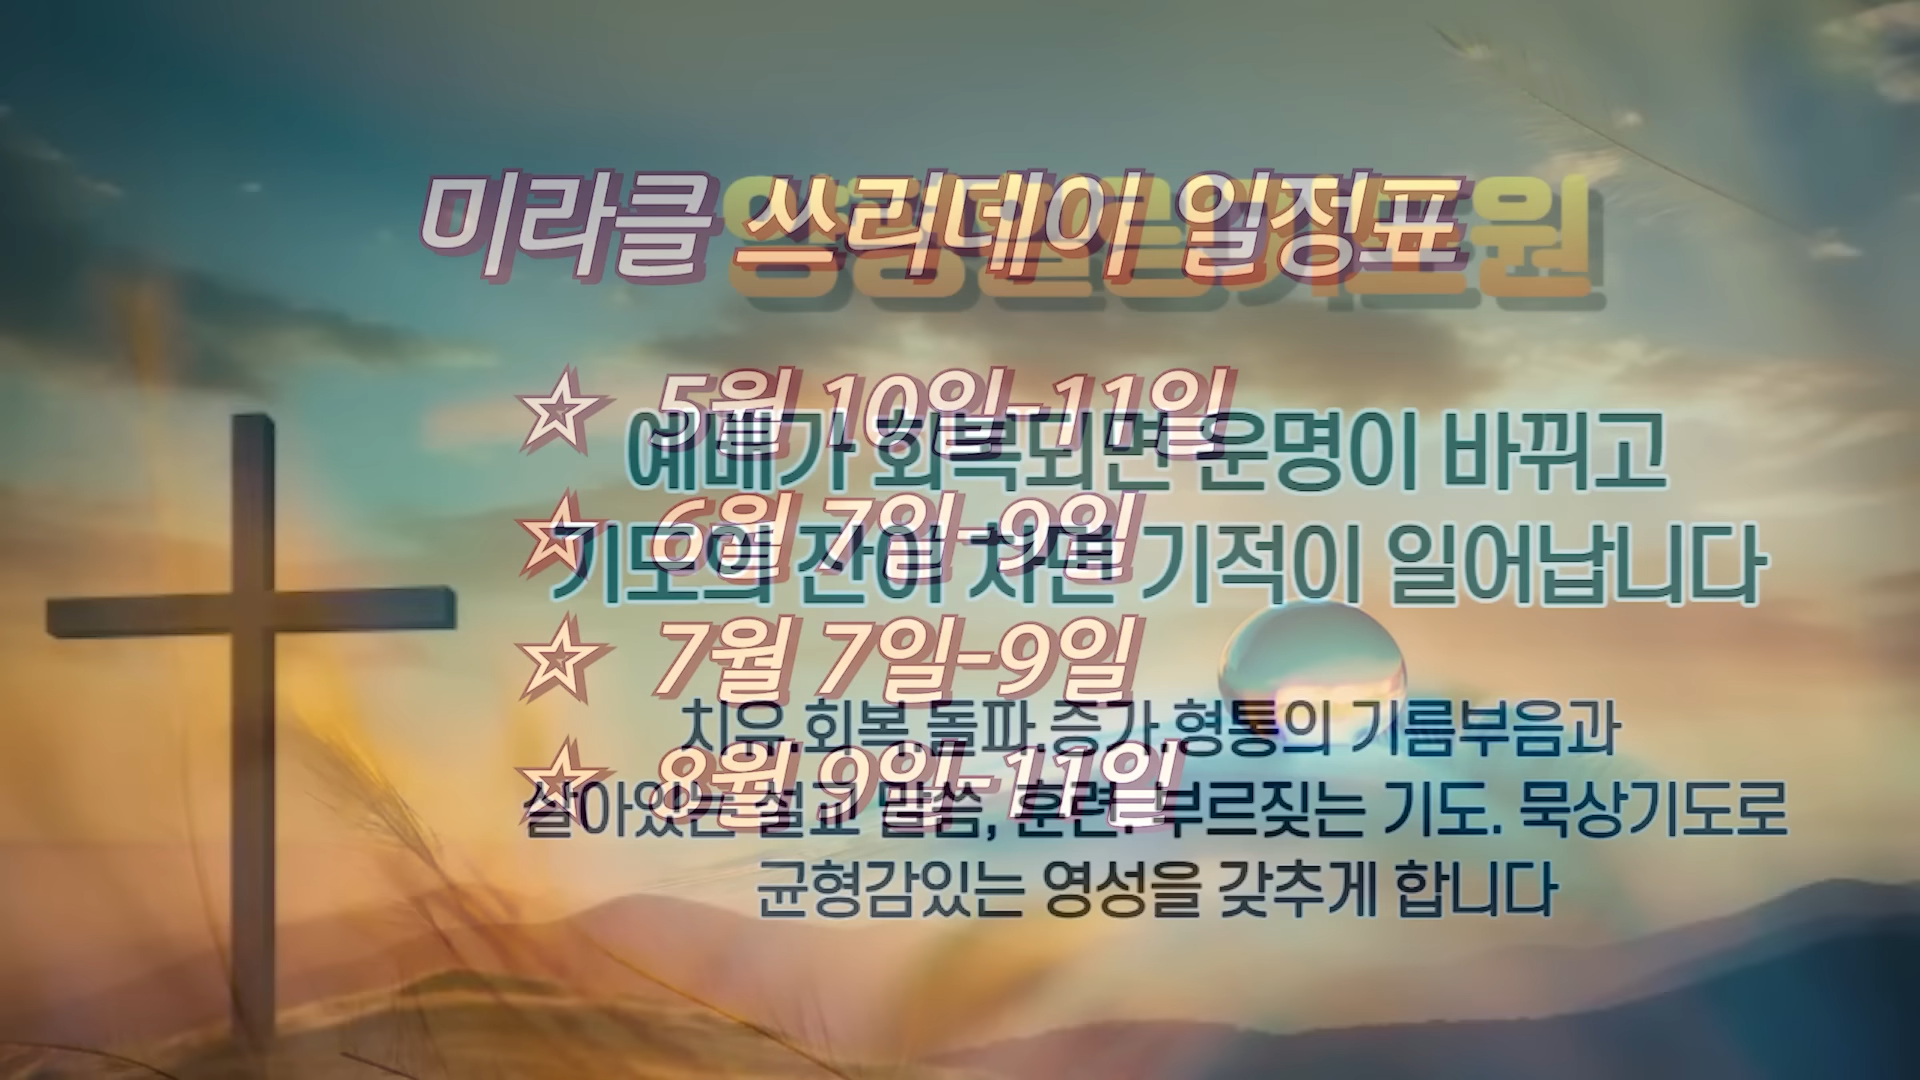 미라클 쓰리데이 일정표
기도원
☆ 5월 10일-11일
예배가 회복되면 운명이 바뀌고
☆ 6월 7일-9일
기도의 잔이 차면 기적이 일어납니다
☆ 7월 7일-9일
치유.회복.돌파.증가.형통의 기름부음과
☆ 8월 9일-11일
살아있는 설교 말씀, 훈련. 부르짖는 기도. 묵상기도로
균형감있는 영성을 갖추게 합니다